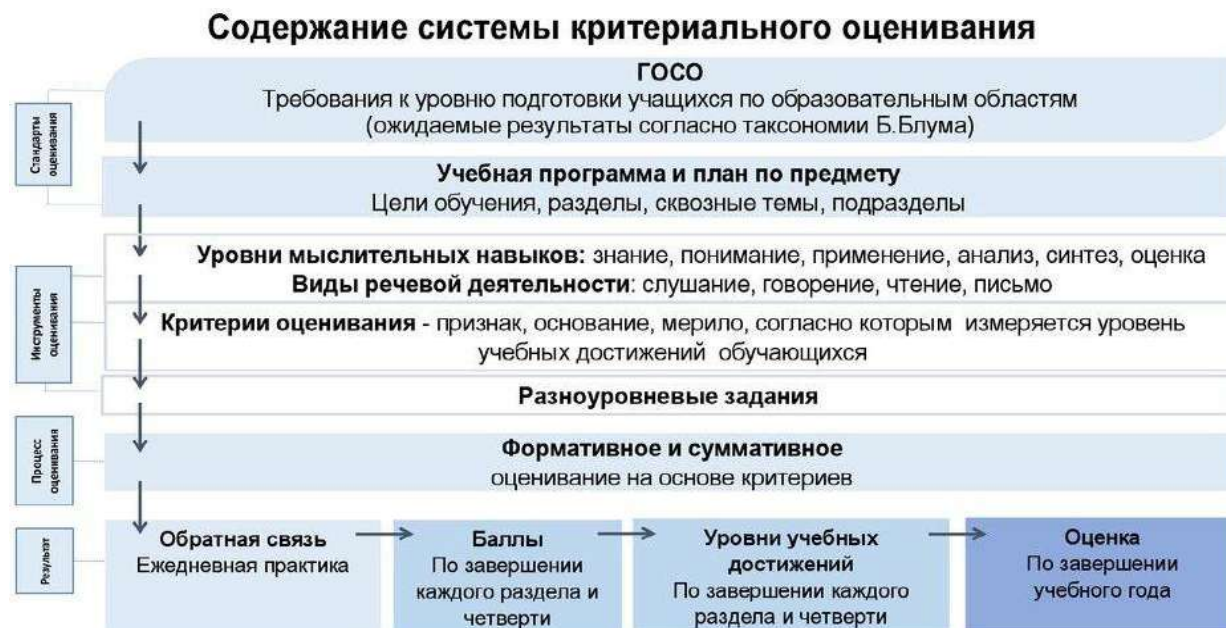 Содержание системы критериального оценивания
ГОСО
Требования к уровню подготовки учащихся по образовательным областям
(ожидаемые результаты согласно таксономии Б.Блума)
Стандарты
оценивания
Учебная программа и план по предмету
Цели обучения, разделы, сквозные темы, подразделы
Уровни мыслительных навыков: знание, понимание, применение, анализ, синтез, оценка
Виды речевой деятельности: слушание, говорение, чтение, письмо
Инструменты
оценивания
Критерии оценивания - признак, основание, мерило, согласно которым измеряется уровень
учебных достижений обучающихся
Разноуровневые задания
Процесс
оценивания
Формативное и суммативное
оценивание на основе критериев
Результат
Обратная связь
Ежедневная практика
Баллы
По завершении
каждого раздела и
четверти
Уровни учебных
достижений
По завершении каждого
раздела и четверти
Оценка
По завершении
учебного года